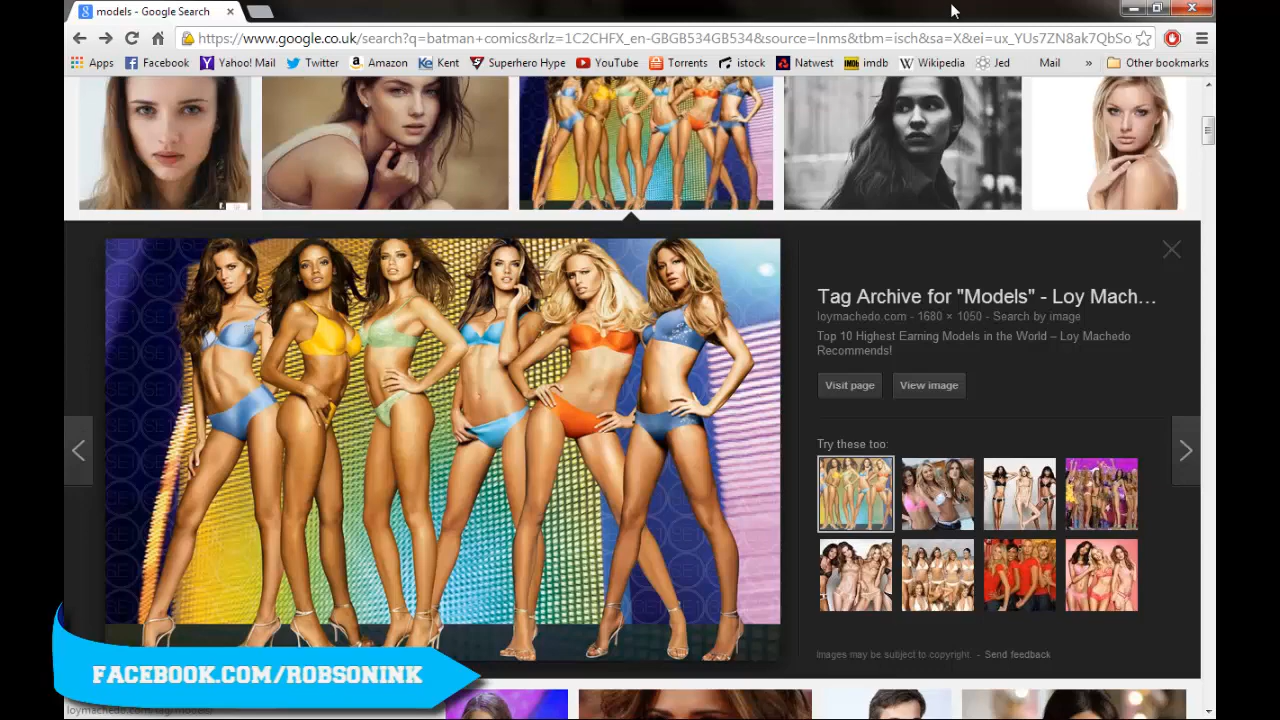 models - Google Search
https://www.google.co.uk/search?q=batman+comics&rlz=1C2CHFX_en-GBGB534GB534&source=lnms&tbm=isch&sa=X&ei=ux_YUs7ZN8ak7QbSo
Apps Facebook Yahoo! Mail Twitter Amazon Kent Superhero Hype YouTube Torrents istock Natwest imdb Wikipedia Jed Mail » Other bookmarks
Tag Archive for "Models" - Loy Mach...
loymachedo.com - 1680 × 1050 - Search by image
Top 10 Highest Earning Models in the World – Loy Machedo
Recommends!
Visit page View image
Try these too:
Images may be subject to copyright. - Send feedback
FACEBOOK.COM/ROBSONINK